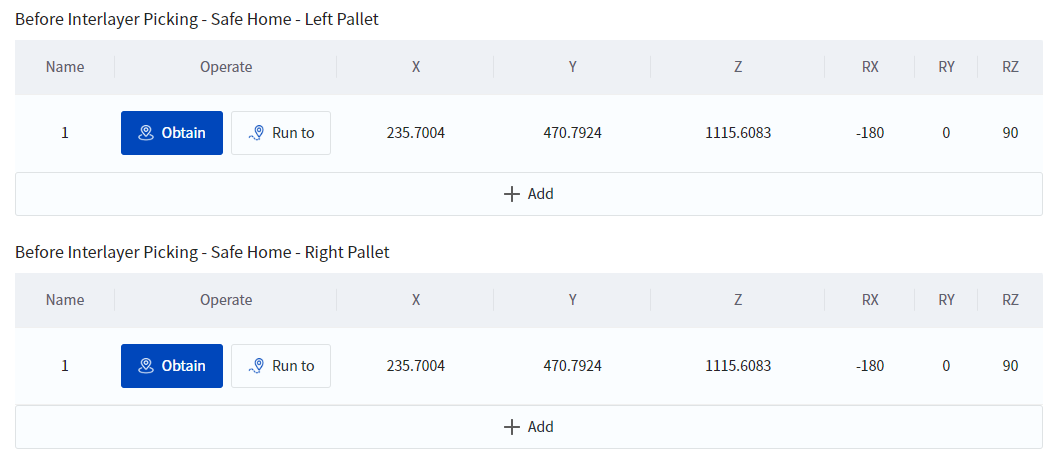 Before Interlayer Picking - Safe Home - Left Pallet
Name Operate X Y Z RX RY RZ
1 Obtain Run to 235.7004 470.7924 1115.6083 -180 0 90
+ Add
Before Interlayer Picking - Safe Home - Right Pallet
Name Operate X Y Z RX RY RZ
1 Obtain Run to 235.7004 470.7924 1115.6083 -180 0 90
+ Add